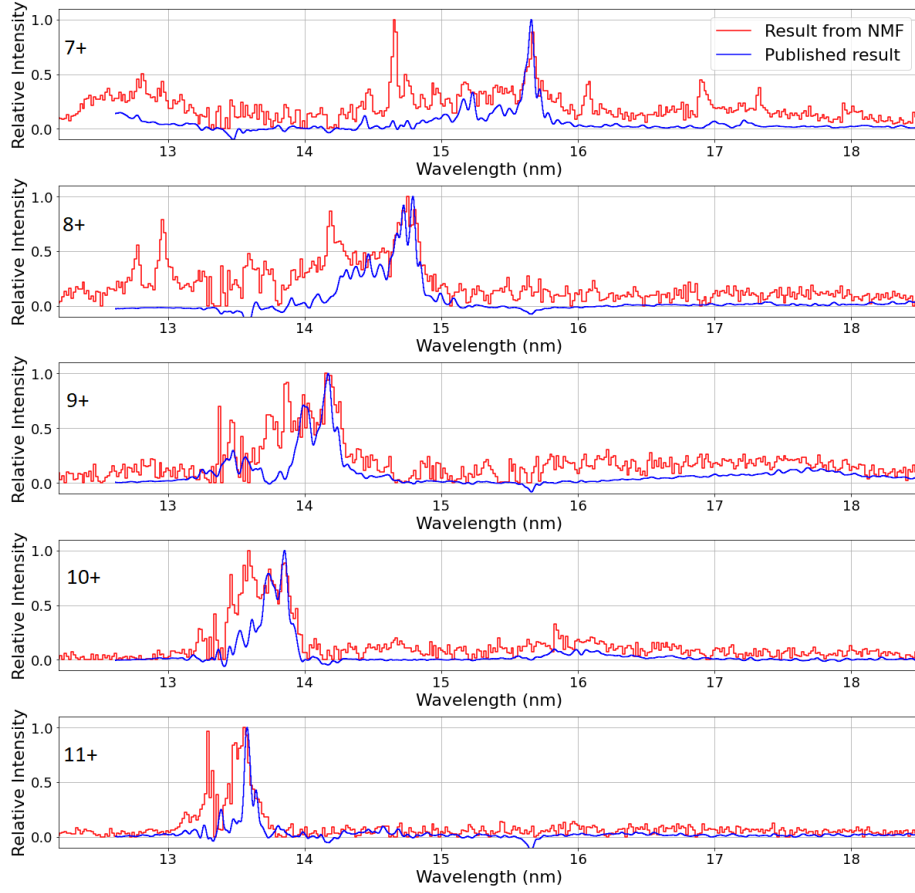 7+
Relative Intensity
1.0
0.5
0.0
Result from NMF
Published result
13 14 15 16 17 18
Wavelength (nm)
8+
Relative Intensity
1.0
0.5
0.0
13 14 15 16 17 18
Wavelength (nm)
9+
Relative Intensity
1.0
0.5
0.0
13 14 15 16 17 18
Wavelength (nm)
10+
Relative Intensity
1.0
0.5
0.0
13 14 15 16 17 18
Wavelength (nm)
11+
Relative Intensity
1.0
0.5
0.0
13 14 15 16 17 18
Wavelength (nm)